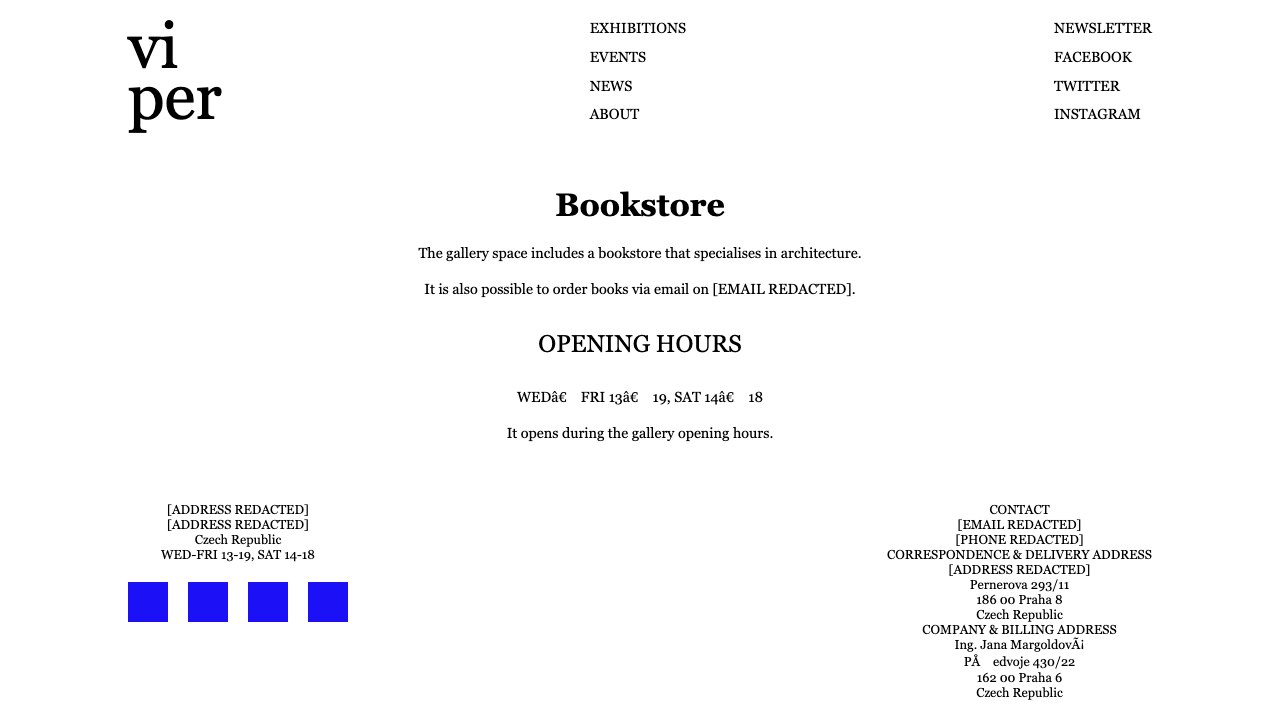 vi
per
EXHIBITIONS
EVENTS
NEWS
ABOUT
NEWSLETTER
FACEBOOK
TWITTER
INSTAGRAM
Bookstore
The gallery space includes a bookstore that specialises in architecture.
It is also possible to order books via email on [EMAIL REDACTED].
OPENING HOURS
WEDâ€ FRI 13â€ 19, SAT 14â€ 18
It opens during the gallery opening hours.
[ADDRESS REDACTED]
[ADDRESS REDACTED]
Czech Republic
WED-FRI 13-19, SAT 14-18
CONTACT
[EMAIL REDACTED]
[PHONE REDACTED]
CORRESPONDENCE & DELIVERY ADDRESS
[ADDRESS REDACTED]
Pernerova 293/11
186 00 Praha 8
Czech Republic
COMPANY & BILLING ADDRESS
Ing. Jana MargoldovÃ¡
PÅ edvoje 430/22
162 00 Praha 6
Czech Republic